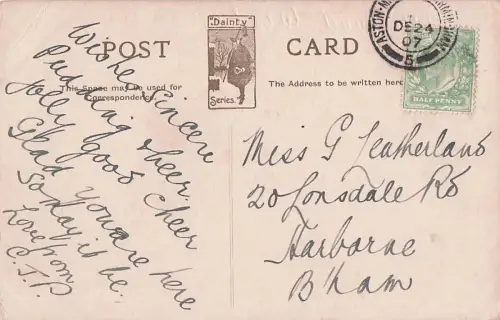 POST
CARD
"Dainty"
Series.
This Space may be used for
Correspondence.
The Address to be written here
ASTON
DE 24
07
5
HALF PENNY
Wishes Sincere
Pudding & beer
Jolly good cheer
Glad you are here
So may it be.
Love from
C.J.P
Miss G Leatherland
20 Lonsdale Rd
Harborne
B'ham